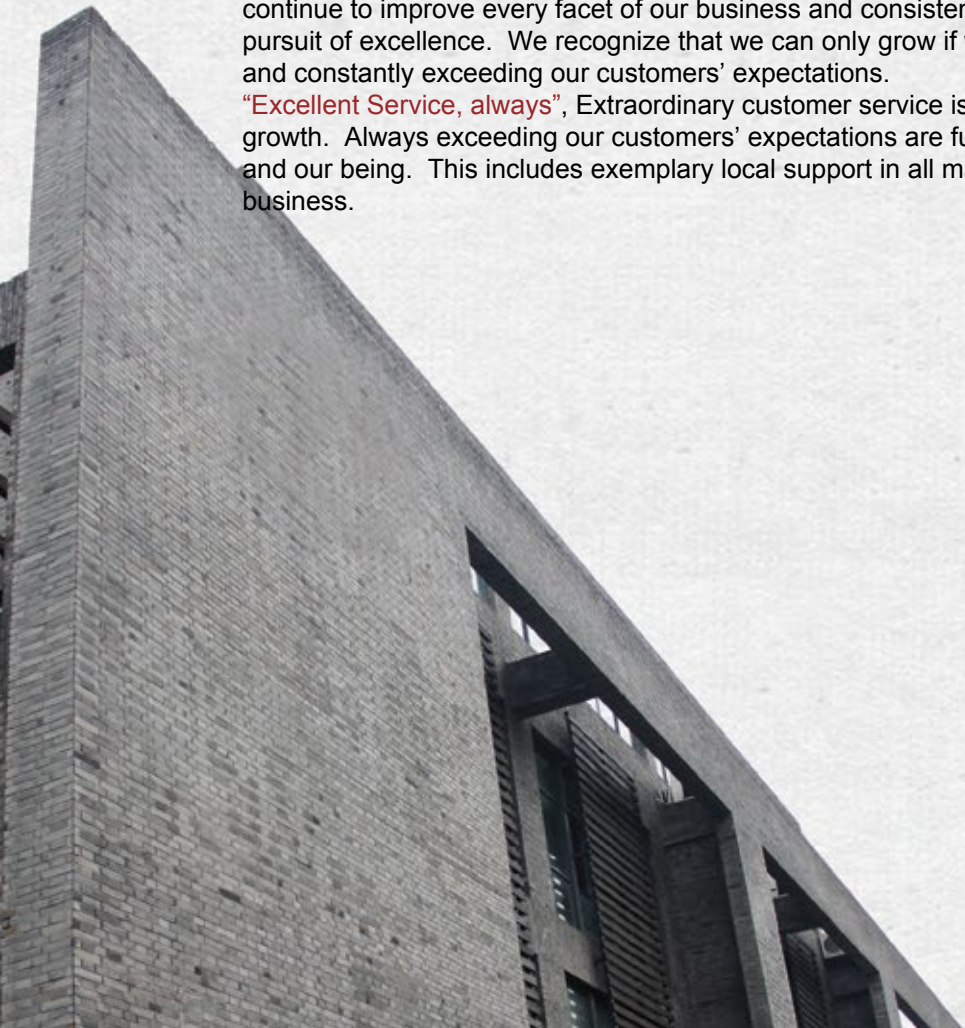 continue to improve every facet of our business and
pursuit of excellence.  We recognize that we can only grow if
and constantly exceeding our customers’ expectations.
“Excellent Service, always”, Extraordinary customer service is
growth.  Always exceeding our customers’ expectations are
and our being.  This includes exemplary local support in all
business.